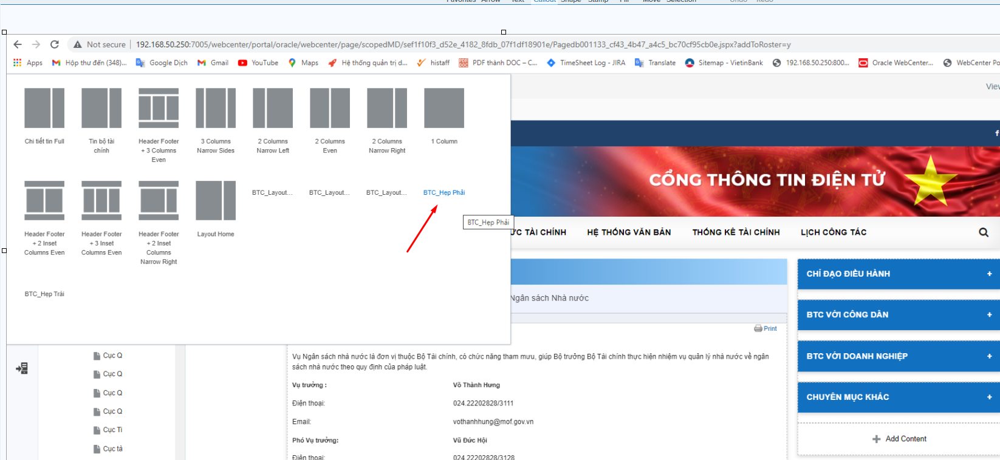 Favorites Arrow Text Callout Shape Stamp Fill Move Selection Undo Redo
Not secure 192.168.50.250:7005/webcenter/portal/oracle/webcenter/page/scopedMD/sef1f10f3_d52e_4182_8fdb_07f1df18901e/Pagedb001133_cf43_4b47_a4c5_bc70cf95cb0e.jspx?addToRoster=y
Apps Hộp thư đến (348)... Google Dịch Gmail YouTube Maps Hệ thống quản trị d... histaff PDF thành DOC – C... TimeSheet Log - JIRA Translate Sitemap - VietinBank 192.168.50.250:800... Oracle WebCenter... WebCenter Po
View
Chi tiết tin Full
Tin bộ tài
chính
Header Footer
+ 3 Columns
Even
3 Columns
Narrow Sides
2 Columns
Narrow Left
2 Columns
Even
2 Columns
Narrow Right
1 Column
Header Footer
+ 2 Inset
Columns Even
Header Footer
+ 3 Inset
Columns Even
Header Footer
+ 2 Inset
Columns
Narrow Right
Layout Home
BTC_Layout...
BTC_Layout...
BTC_Layout...
BTC_Hẹp Phải
BTC_Hẹp Phải
BTC_Hẹp Trái
CỔNG THÔNG TIN ĐIỆN TỬ
ỨC TÀI CHÍNH HỆ THỐNG VĂN BẢN THỐNG KÊ TÀI CHÍNH LỊCH CÔNG TÁC
Ngân sách Nhà nước
Print
Cục Q
Cục Q
Cục Q
Cục Q
Cục Ti
Cục tà
Vụ Ngân sách nhà nước là đơn vị thuộc Bộ Tài chính, có chức năng tham mưu, giúp Bộ trưởng Bộ Tài chính thực hiện nhiệm vụ quản lý nhà nước về ngân
sách nhà nước theo quy định của pháp luật.
Vụ trưởng : Võ Thành Hưng
Điện thoại: 024.22202828/3111
Email: vothanhhung@mof.gov.vn
Phó Vụ trưởng: Vũ Đức Hội
Điện thoại: 024.22202828/3128
CHỈ ĐẠO ĐIỀU HÀNH +
BTC VỚI CÔNG DÂN +
BTC VỚI DOANH NGHIỆP +
CHUYÊN MỤC KHÁC +
Add Content